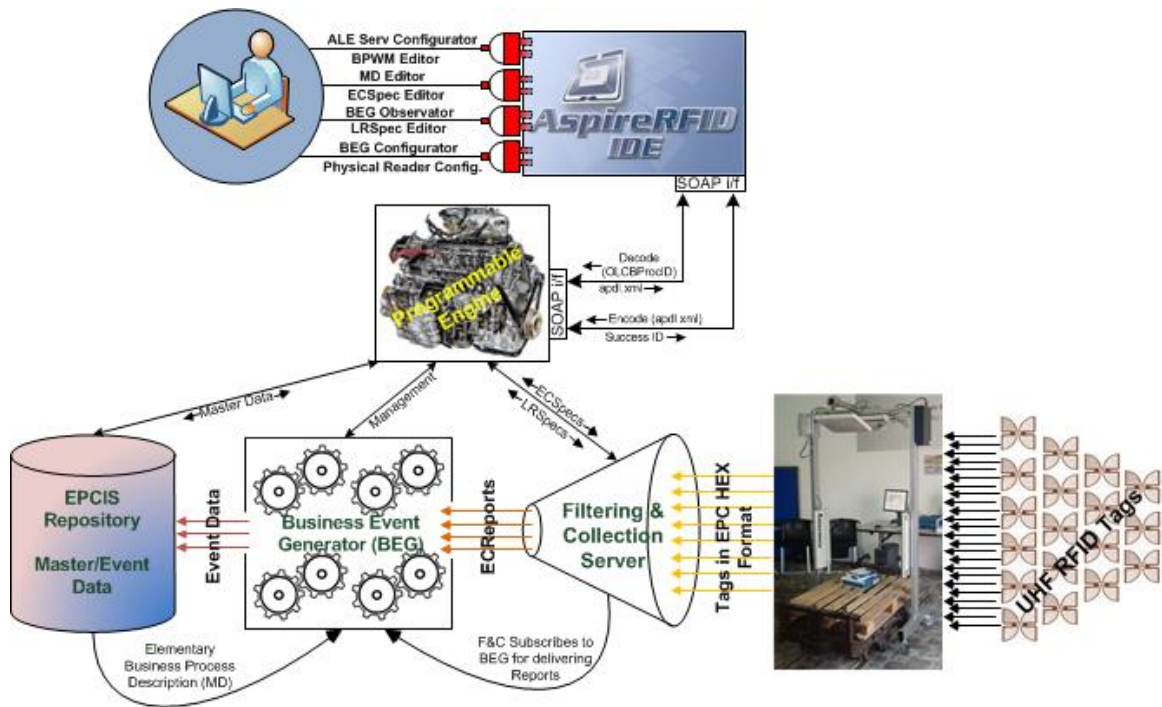 ALE Serv Configurator
BPWM Editor
MD Editor
ECSpec Editor
BEG Observator
LRSpec Editor
BEG Configurator
Physical Reader Config.
AspireRFID
IDE
SOAP i/f
Programmable
Engine
SOAP i/f
Decode
(OLCBProcID)
apdl.xml
Encode (apdl xml)
Success ID
Master Data
Management
ECSpecs
LRSpecs
EPCIS
Repository
Master/Event
Data
Event Data
Business Event
Generator (BEG)
ECReports
Filtering &
Collection
Server
Tags in EPC HEX
Format
UHF RFID Tags
Elementary
Business Process
Description (MD)
F&C Subscribes to
BEG for delivering
Reports